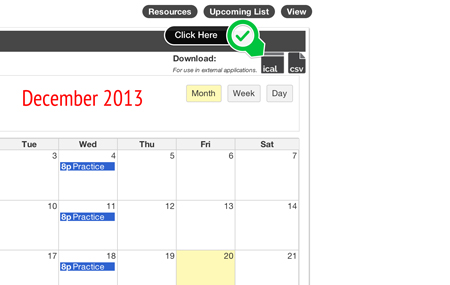 Resources Upcoming List View
Click Here
Download:
For use in external applications. ical csv
December 2013 Month Week Day
Tue Wed Thu Fri Sat
3 4 5 6 7
8p Practice
10 11 12 13 14
8p Practice
17 18 19 20 21
8p Practice